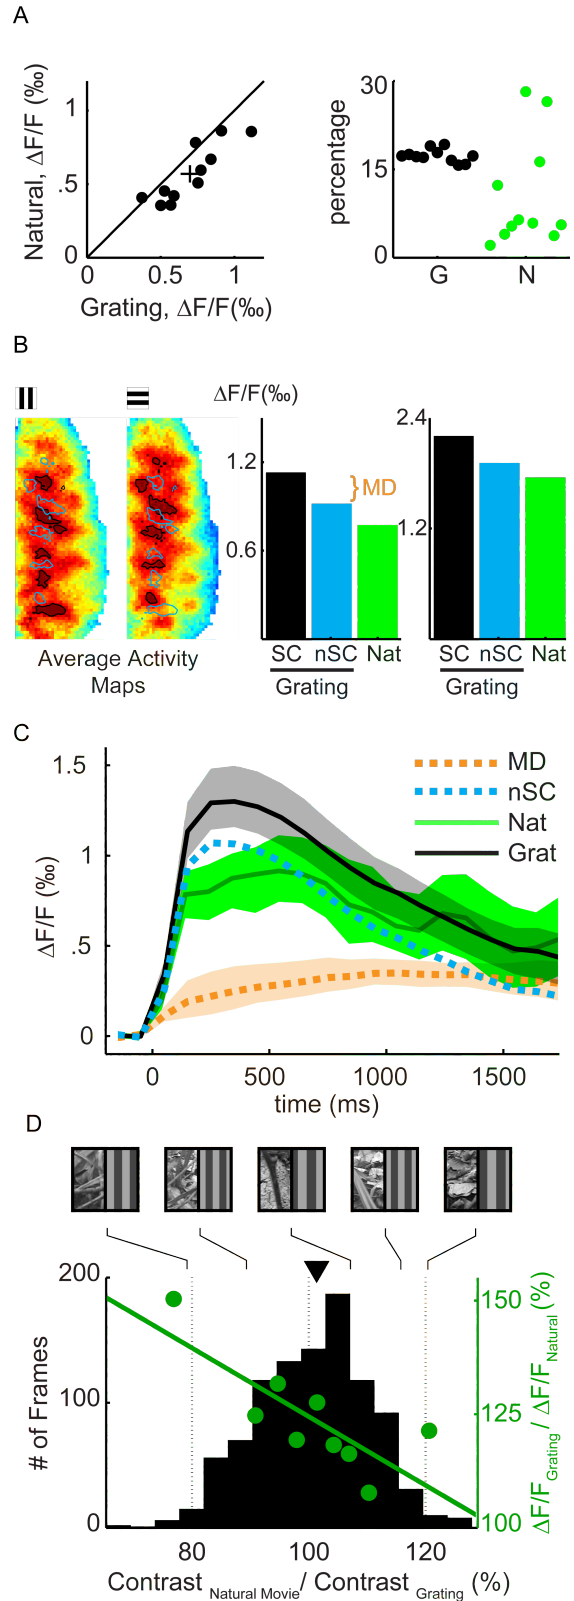 A
Natural, ΔF/F (‰)
1
.5
0
0
0.5
1
Grating, ΔF/F(‰)
percentage
30
15
0
G
N
B
ΔF/F(‰)
1.2
0.6
} MD
SC
nSC
Nat
Grating
2.4
1.2
SC
nSC
Nat
Grating
Average Activity
Maps
C
1.5
1
.5
0
ΔF/F (‰)
MD
nSC
Nat
Grat
0
500
1000
1500
time (ms)
D
200
100
0
# of Frames
150
125
100
ΔF/F Grating / ΔF/F Natural (%)
80
100
120
Contrast Natural Movie / Contrast Grating (%)